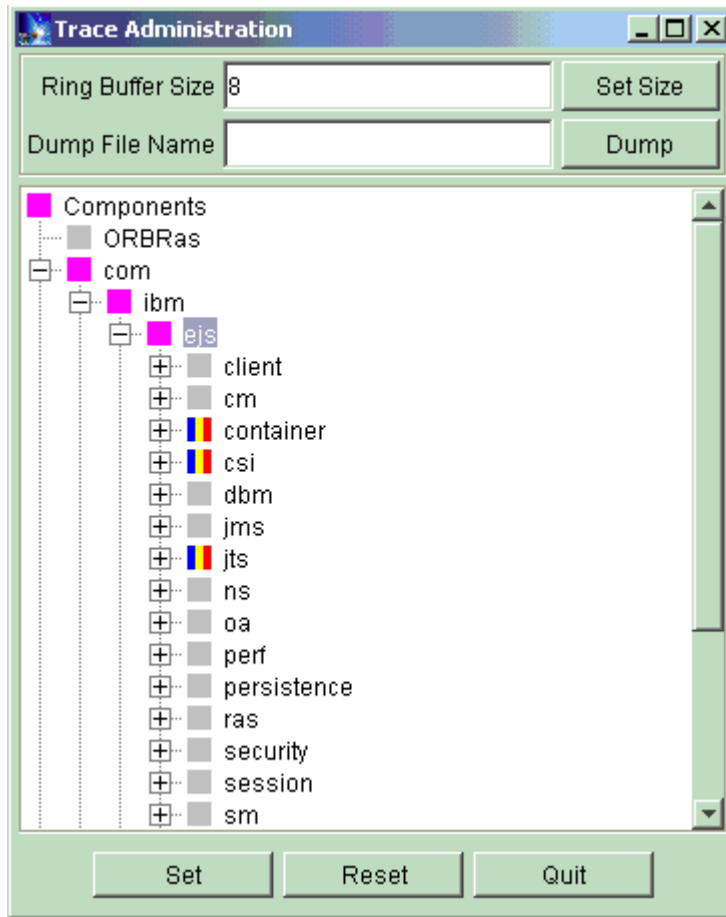 Trace Administration
Ring Buffer Size 8 Set Size
Dump File Name Dump
Components
ORBRas
com
ibm
ejs
client
cm
container
csi
dbm
jms
jts
ns
oa
perf
persistence
ras
security
session
sm
Set Reset Quit